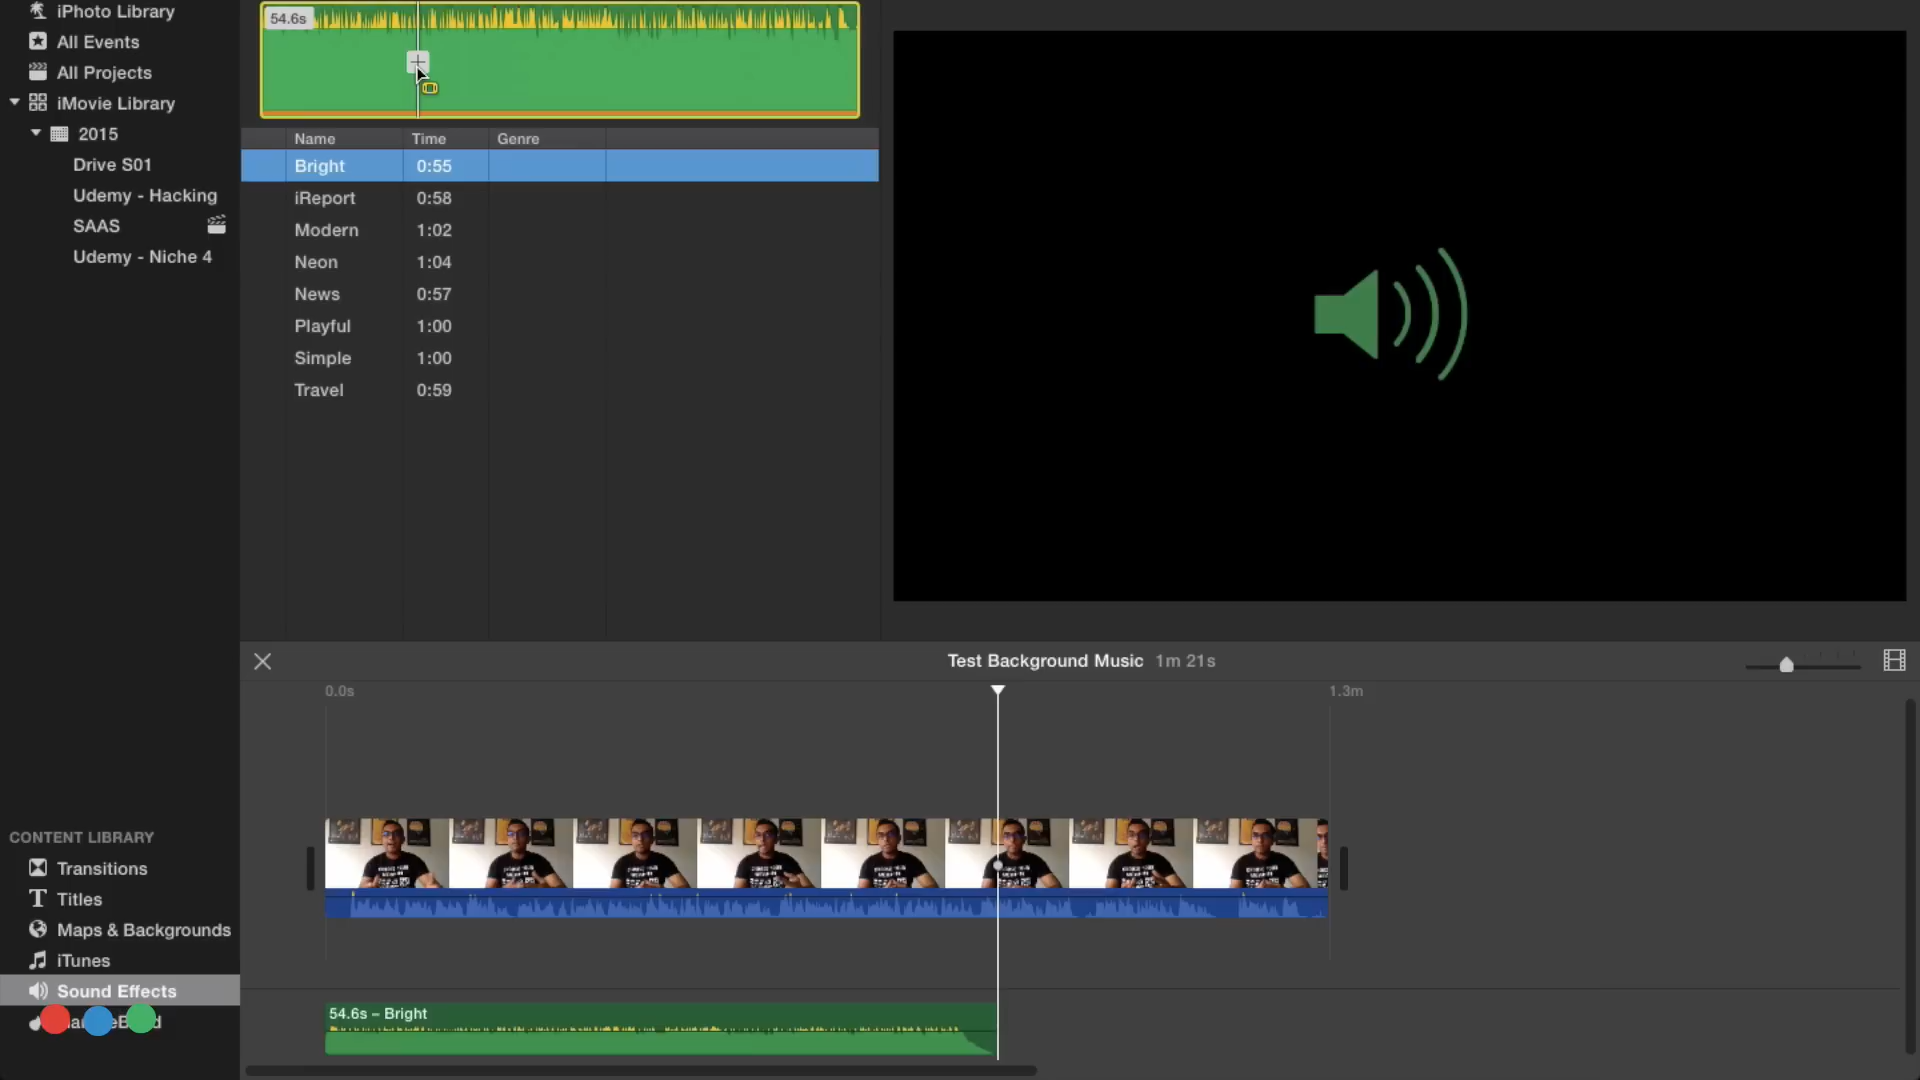 iPhoto Library
All Events
All Projects
iMovie Library
2015
Drive S01
Udemy - Hacking
SAAS
Udemy - Niche 4
54.6s
Name Time Genre
Bright 0:55
iReport 0:58
Modern 1:02
Neon 1:04
News 0:57
Playful 1:00
Simple 1:00
Travel 0:59
Test Background Music 1m 21s
0.0s 1.3m
CONTENT LIBRARY
Transitions
Titles
Maps & Backgrounds
iTunes
Sound Effects
54.6s – Bright